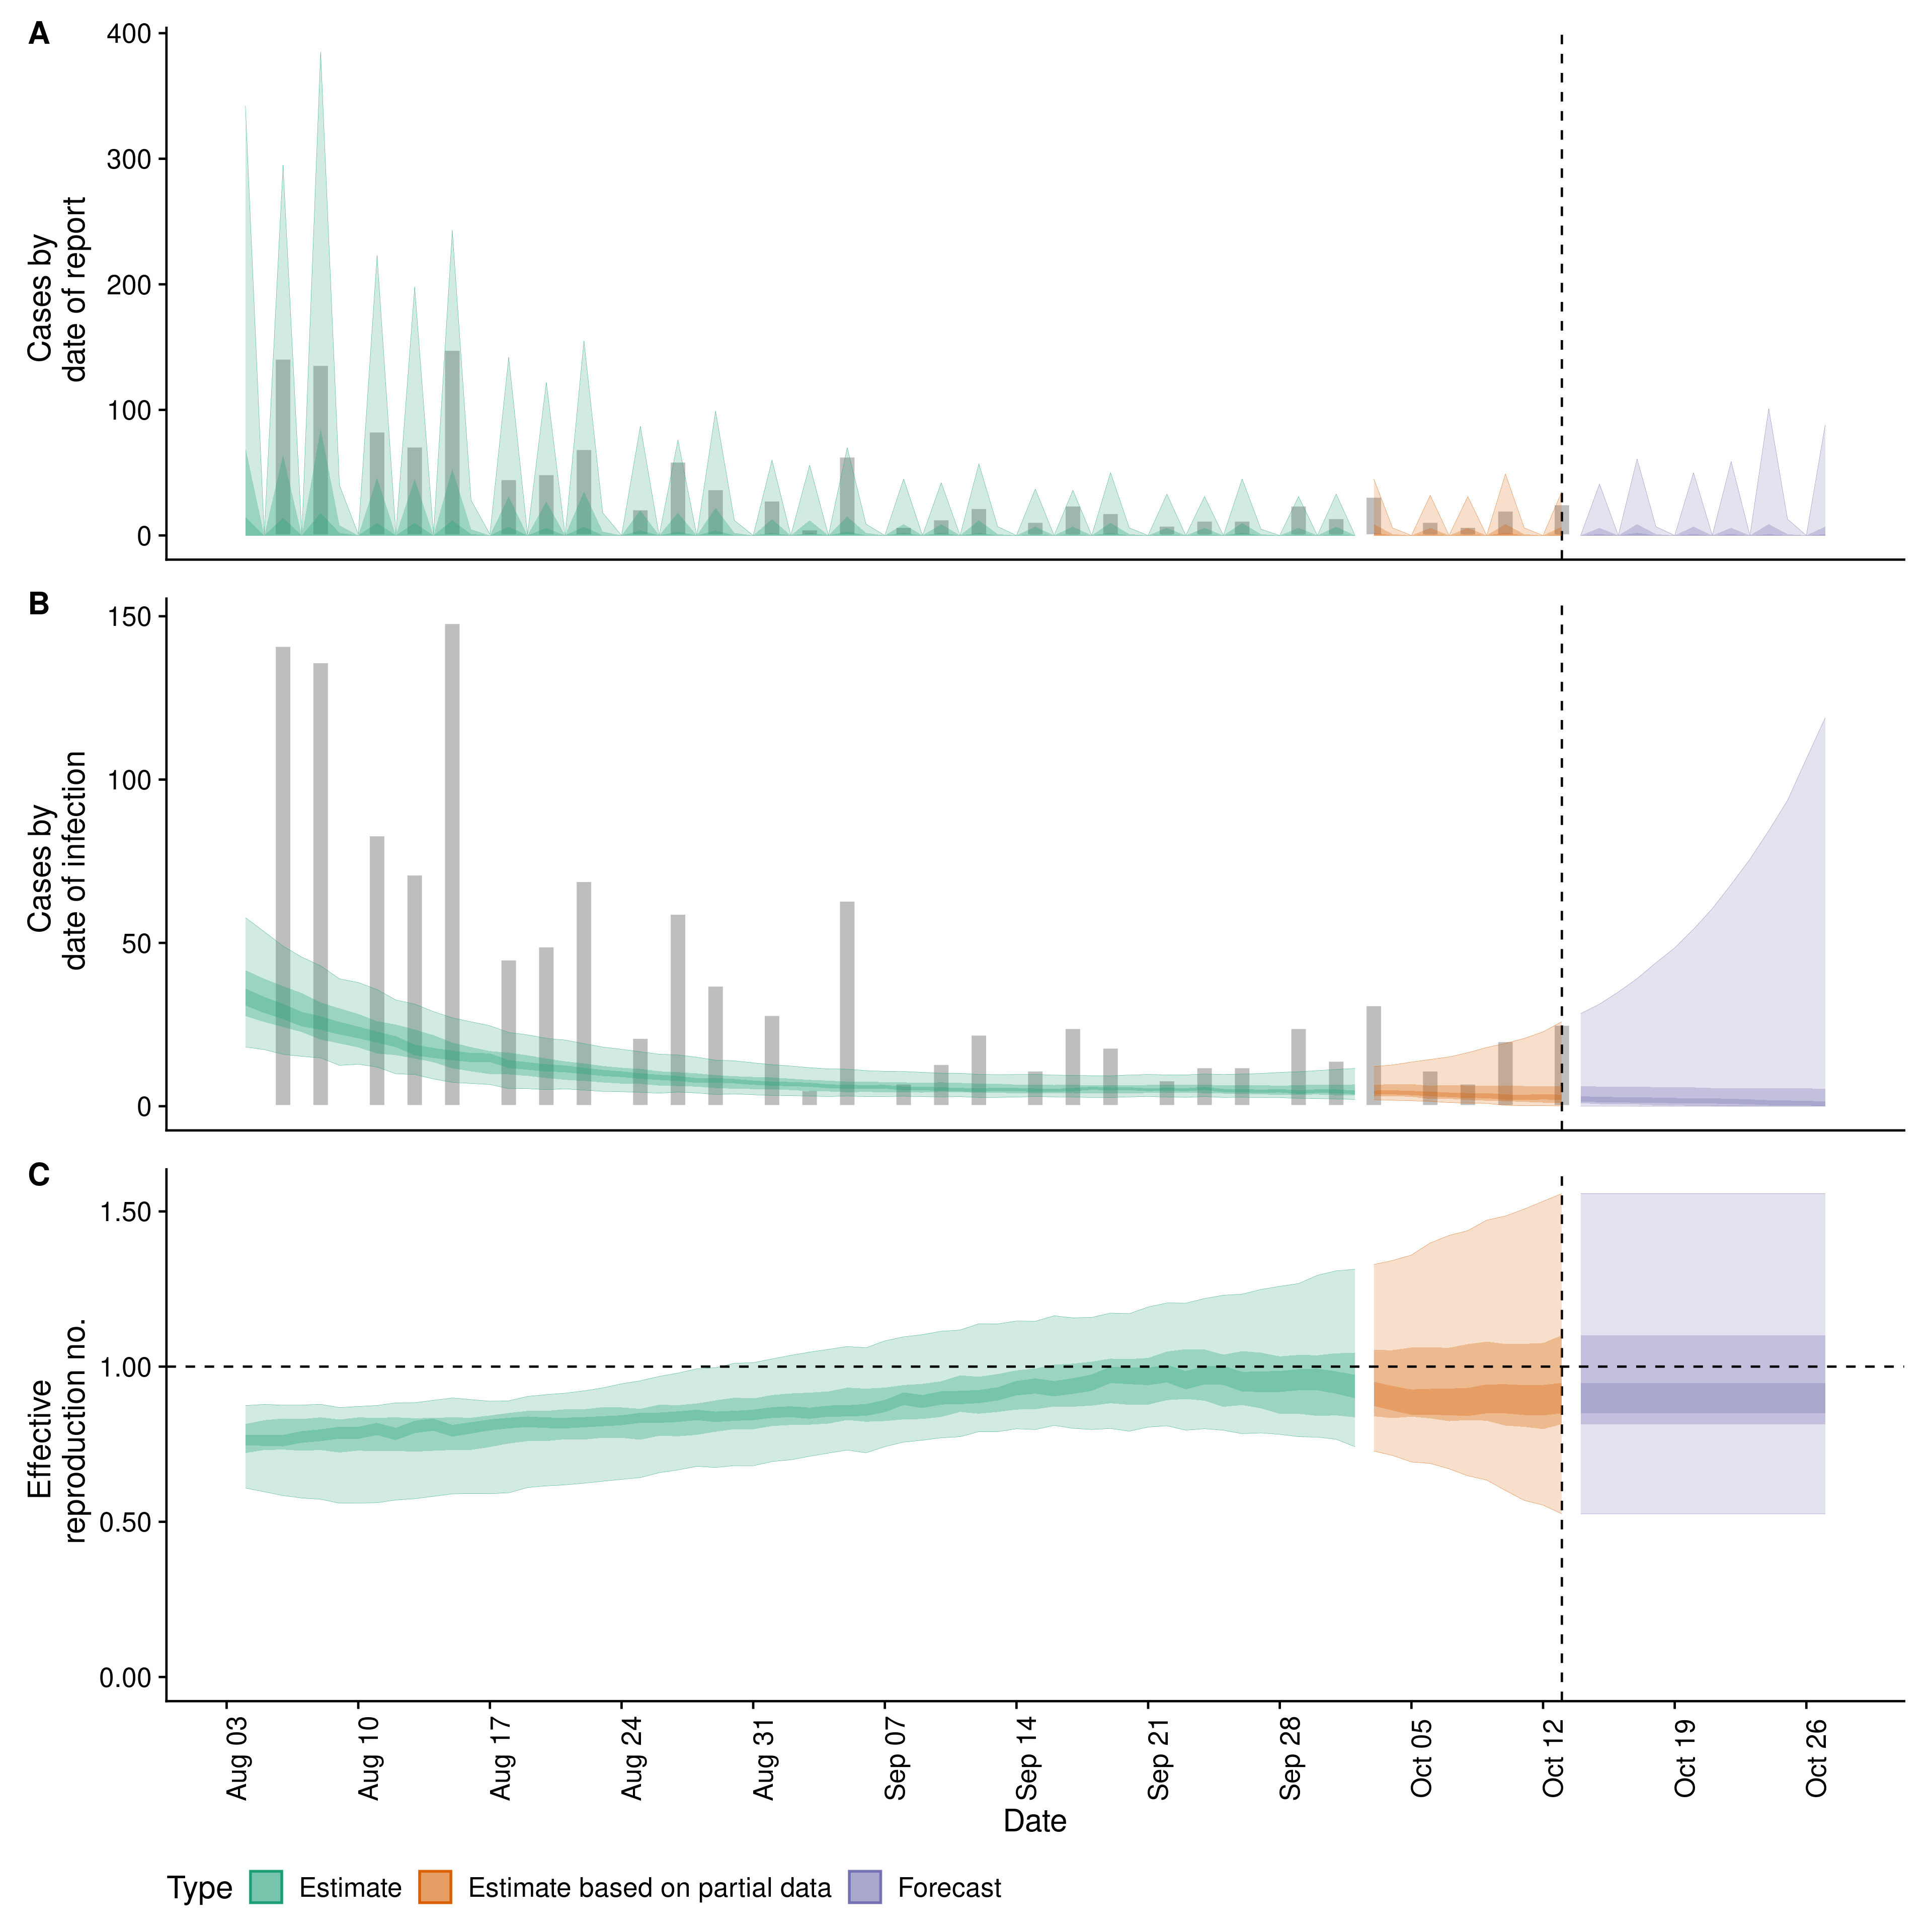 A
Cases by
date of report
400
300
200
100
0
B
Cases by
date of infection
150
100
50
0
C
Effective
reproduction no.
1.50
1.00
0.50
0.00
Aug 03
Aug 10
Aug 17
Aug 24
Aug 31
Sep 07
Sep 14
Sep 21
Sep 28
Oct 05
Oct 12
Oct 19
Oct 26
Date
Type Estimate Estimate based on partial data Forecast